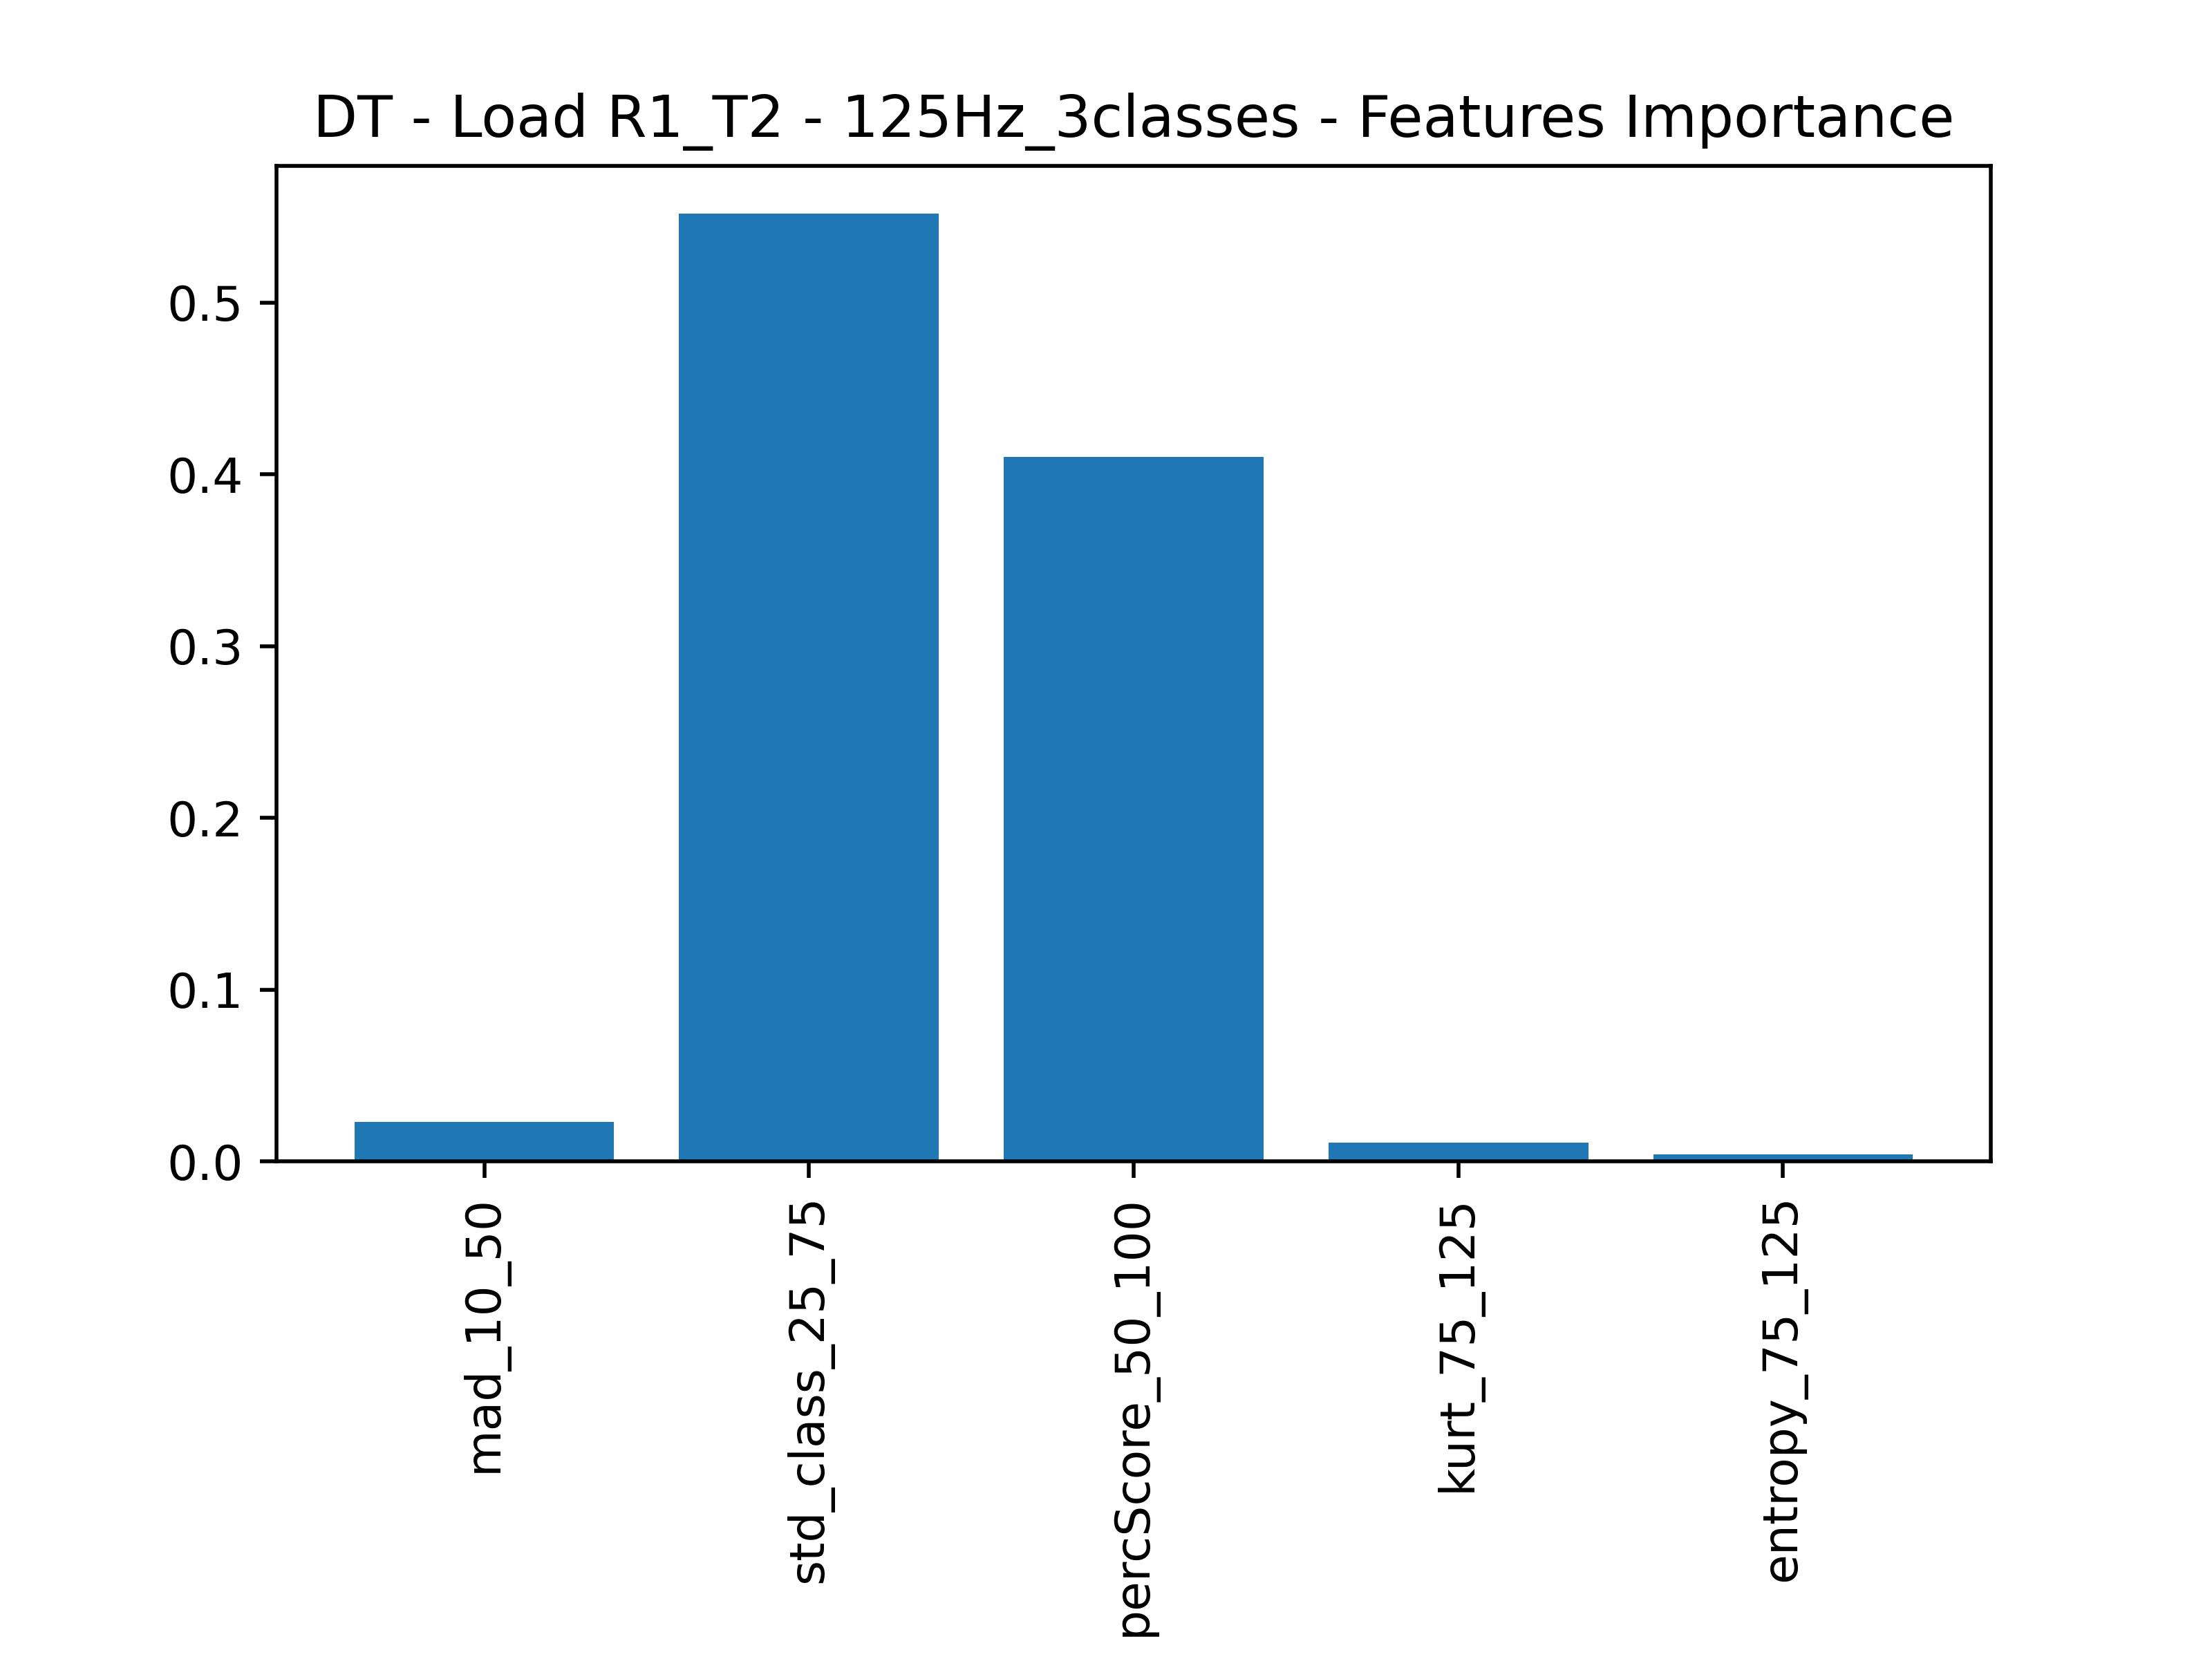 DT - Load R1_T2 - 125Hz_3classes - Features Importance
0.5
0.4
0.3
0.2
0.1
0.0
mad_10_50
std_class_25_75
percScore_50_100
kurt_75_125
entropy_75_125